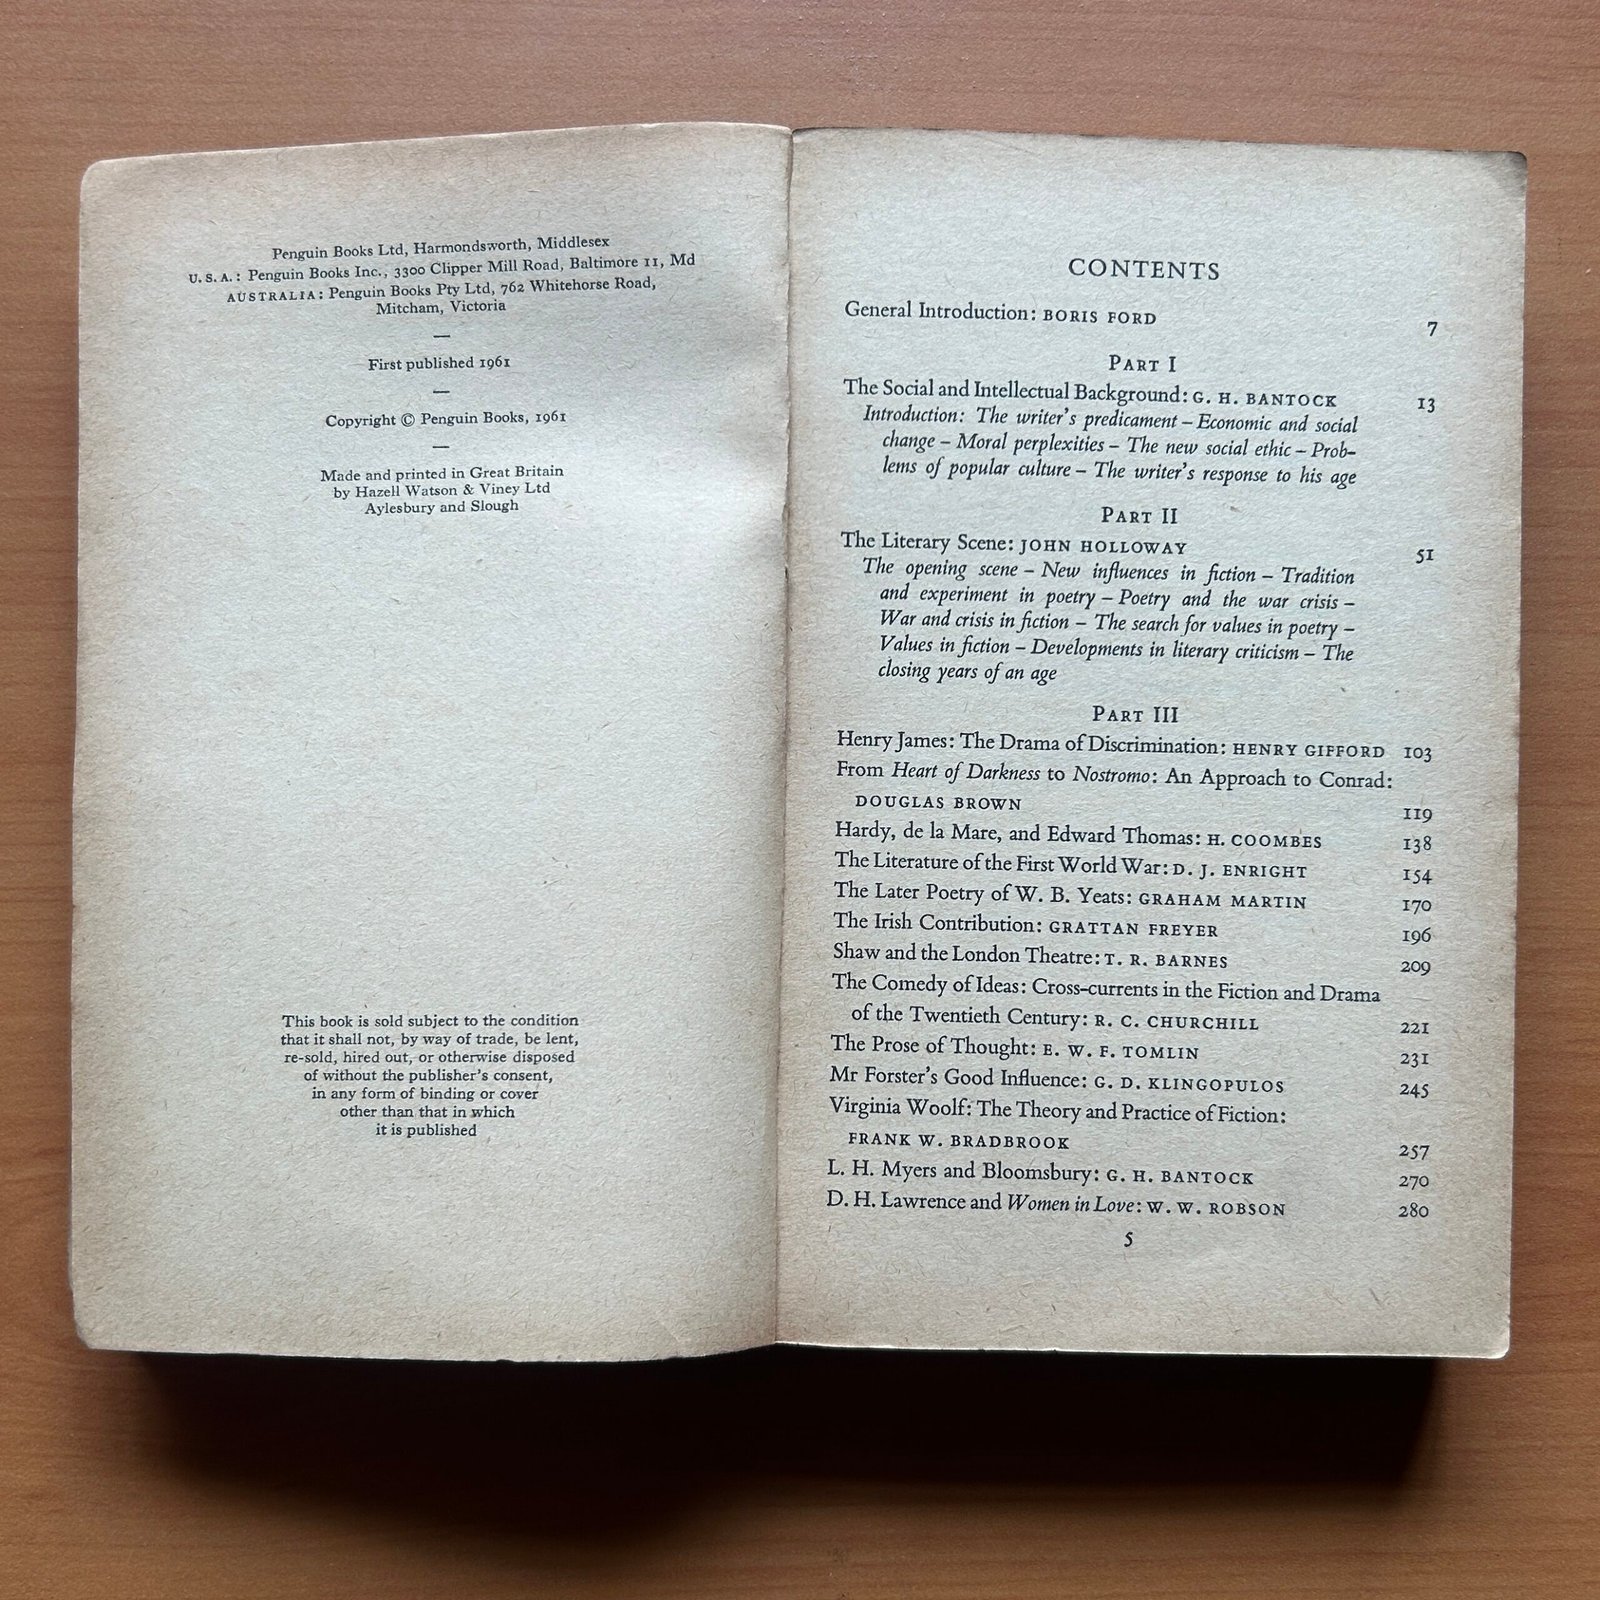 Penguin Books Ltd, Harmondsworth, Middlesex
U.S.A.: Penguin Books Inc., 3300 Clipper Mill Road, Baltimore 11, Md
AUSTRALIA: Penguin Books Pty Ltd, 762 Whitehorse Road,
Mitcham, Victoria
—
First published 1961
—
Copyright © Penguin Books, 1961
—
Made and printed in Great Britain
by Hazell Watson & Viney Ltd
Aylesbury and Slough
This book is sold subject to the condition
that it shall not, by way of trade, be lent,
re-sold, hired out, or otherwise disposed
of without the publisher's consent,
in any form of binding or cover
other than that in which
it is published
CONTENTS
General Introduction: BORIS FORD 7
PART I
The Social and Intellectual Background: G. H. BANTOCK 13
Introduction: The writer's predicament – Economic and social
change – Moral perplexities – The new social ethic – Prob-
lems of popular culture – The writer's response to his age
PART II
The Literary Scene: JOHN HOLLOWAY 51
The opening scene – New influences in fiction – Tradition
and experiment in poetry – Poetry and the war crisis –
War and crisis in fiction – The search for values in poetry –
Values in fiction – Developments in literary criticism – The
closing years of an age
PART III
Henry James: The Drama of Discrimination: HENRY GIFFORD 103
From Heart of Darkness to Nostromo: An Approach to Conrad:
DOUGLAS BROWN 119
Hardy, de la Mare, and Edward Thomas: H. COOMBES 138
The Literature of the First World War: D. J. ENRIGHT 154
The Later Poetry of W. B. Yeats: GRAHAM MARTIN 170
The Irish Contribution: GRATTAN FREYER 196
Shaw and the London Theatre: T. R. BARNES 209
The Comedy of Ideas: Cross-currents in the Fiction and Drama
of the Twentieth Century: R. C. CHURCHILL 221
The Prose of Thought: E. W. F. TOMLIN 231
Mr Forster's Good Influence: G. D. KLINGOPULOS 245
Virginia Woolf: The Theory and Practice of Fiction:
FRANK W. BRADBROOK 257
L. H. Myers and Bloomsbury: G. H. BANTOCK 270
D. H. Lawrence and Women in Love: W. W. ROBSON 280
5